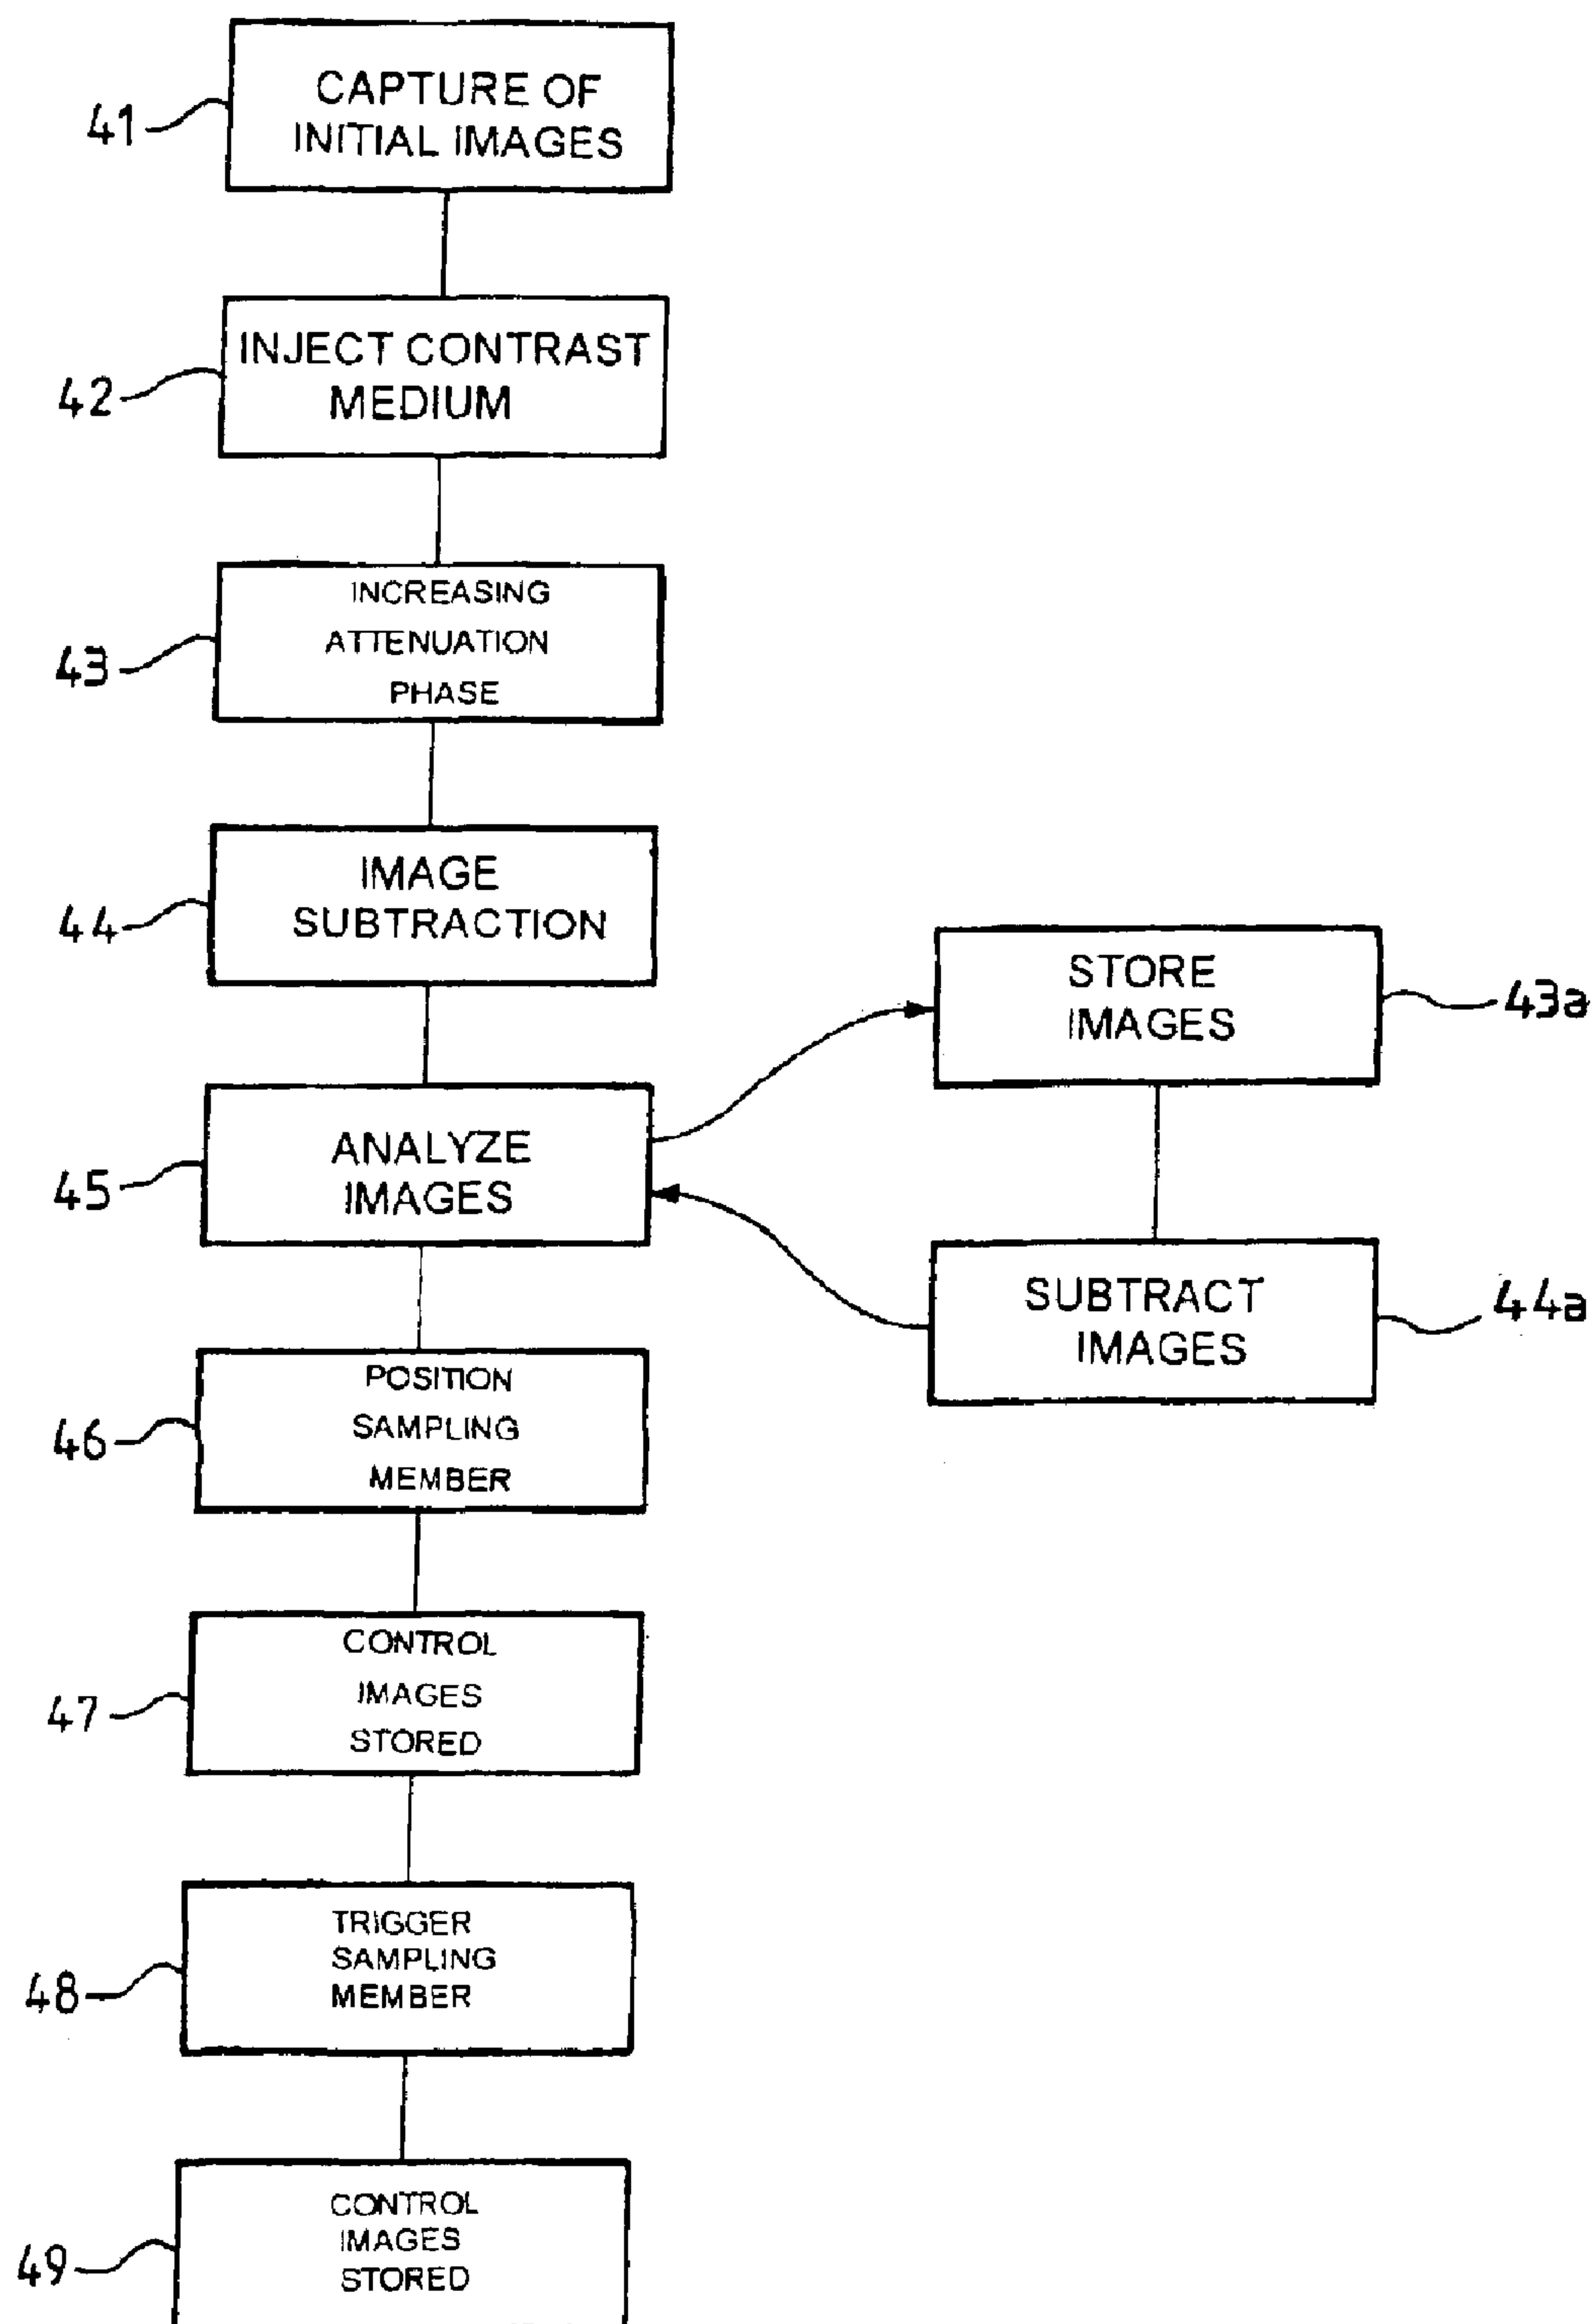 CAPTURE OF
INITIAL IMAGES
41
INJECT CONTRAST
MEDIUM
42
INCREASING
ATTENUATION
PHASE
43
IMAGE
SUBTRACTION
44
STORE
IMAGES
43a
ANALYZE
IMAGES
45
SUBTRACT
IMAGES
44a
POSITION
SAMPLING
MEMBER
46
CONTROL
IMAGES
STORED
47
TRIGGER
SAMPLING
MEMBER
48
CONTROL
IMAGES
STORED
49